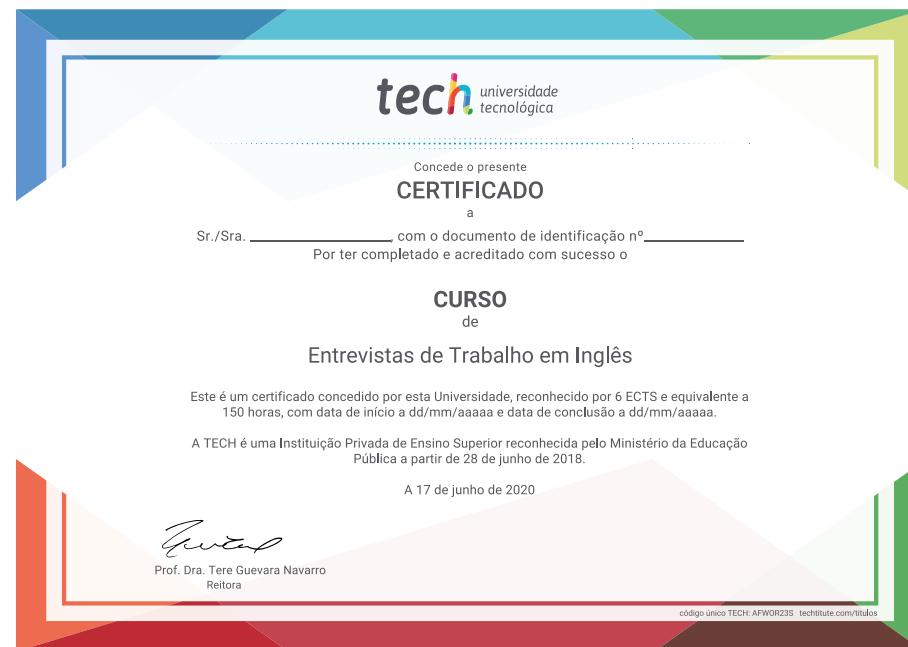 tech universidade
tecnológica
Concede o presente
CERTIFICADO
a
Sr./Sra. ____________________, com o documento de identificação nº______________
Por ter completado e acreditado com sucesso o
CURSO
de
Entrevistas de Trabalho em Inglês
Este é um certificado concedido por esta Universidade, reconhecido por 6 ECTS e equivalente a
150 horas, com data de início a dd/mm/aaaaa e data de conclusão a dd/mm/aaaaa.
A TECH é uma Instituição Privada de Ensino Superior reconhecida pelo Ministério da Educação
Pública a partir de 28 de junho de 2018.
A 17 de junho de 2020
Prof. Dra. Tere Guevara Navarro
Reitora
código único TECH: AFWOR23S techtitute.com/titulos